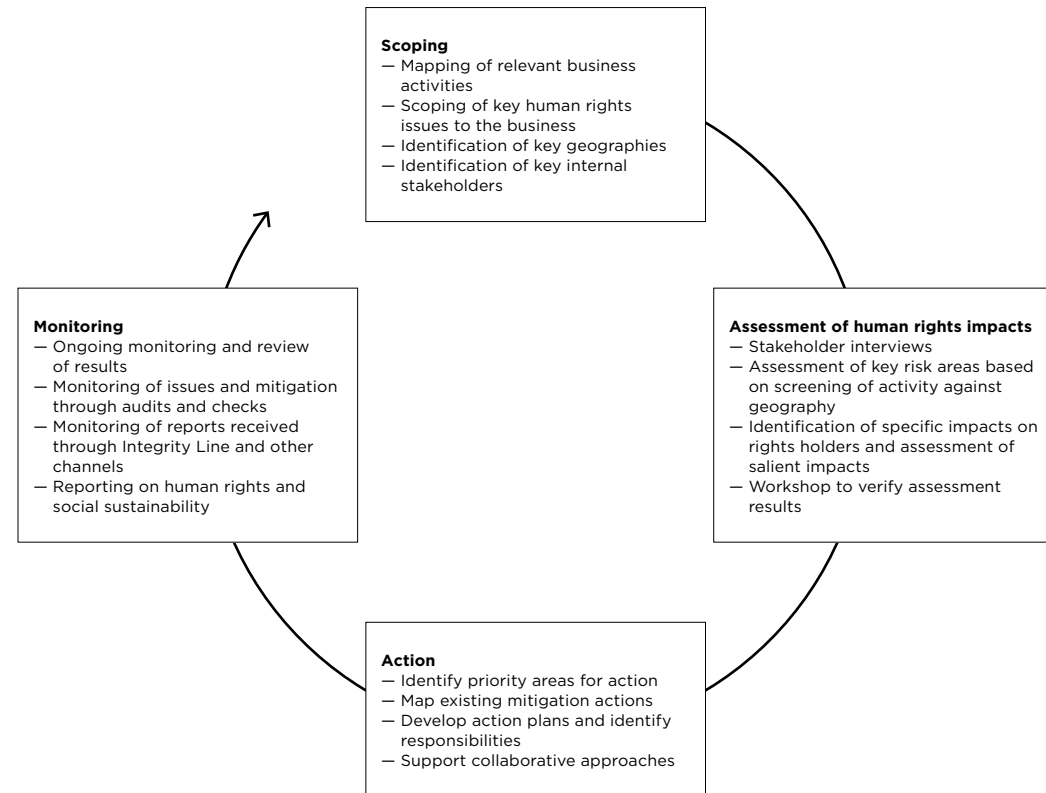 Scoping
— Mapping of relevant business
activities
— Scoping of key human rights
issues to the business
— Identification of key geographies
— Identification of key internal
stakeholders
Assessment of human rights impacts
— Stakeholder interviews
— Assessment of key risk areas based
on screening of activity against
geography
— Identification of specific impacts on
rights holders and assessment of
salient impacts
— Workshop to verify assessment
results
Action
— Identify priority areas for action
— Map existing mitigation actions
— Develop action plans and identify
responsibilities
— Support collaborative approaches
Monitoring
— Ongoing monitoring and review
of results
— Monitoring of issues and mitigation
through audits and checks
— Monitoring of reports received
through Integrity Line and other
channels
— Reporting on human rights and
social sustainability